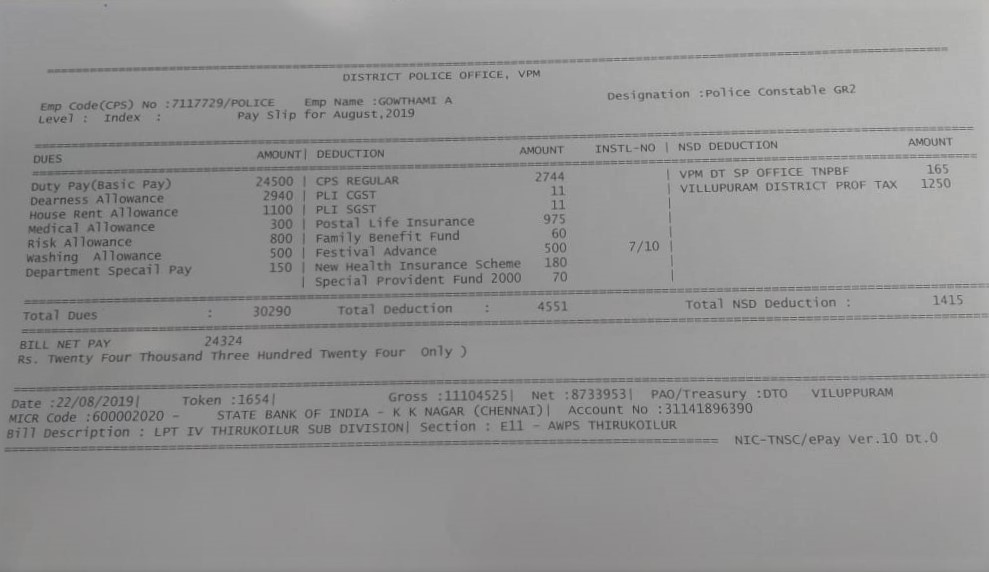 DISTRICT POLICE OFFICE, VPM
Emp Code(CPS) No :7117729/POLICE Emp Name :GOWTHAMI A Designation :Police Constable GR2
Level : Index : Pay Slip for August,2019
DUES AMOUNT| DEDUCTION AMOUNT INSTL-NO | NSD DEDUCTION AMOUNT
Duty Pay(Basic Pay) 24500 | CPS REGULAR 2744 | VPM DT SP OFFICE TNPBF 165
Dearness Allowance 2940 | PLI CGST 11 | VILLUPURAM DISTRICT PROF TAX 1250
House Rent Allowance 1100 | PLI SGST 11 |
Medical Allowance 300 | Postal Life Insurance 975 |
Risk Allowance 800 | Family Benefit Fund 60 |
Washing Allowance 500 | Festival Advance 500 7/10 |
Department Specail Pay 150 | New Health Insurance Scheme 180 |
| Special Provident Fund 2000 70 |
Total Dues : 30290 Total Deduction : 4551 Total NSD Deduction : 1415
BILL NET PAY 24324
Rs. Twenty Four Thousand Three Hundred Twenty Four Only )
Date :22/08/2019| Token :1654| Gross :11104525| Net :8733953| PAO/Treasury :DTO VILUPPURAM
MICR Code :600002020 - STATE BANK OF INDIA - K K NAGAR (CHENNAI)| Account No :31141896390
Bill Description : LPT IV THIRUKOILUR SUB DIVISION| Section : E11 - AWPS THIRUKOILUR
NIC-TNSC/ePay Ver.10 Dt.0